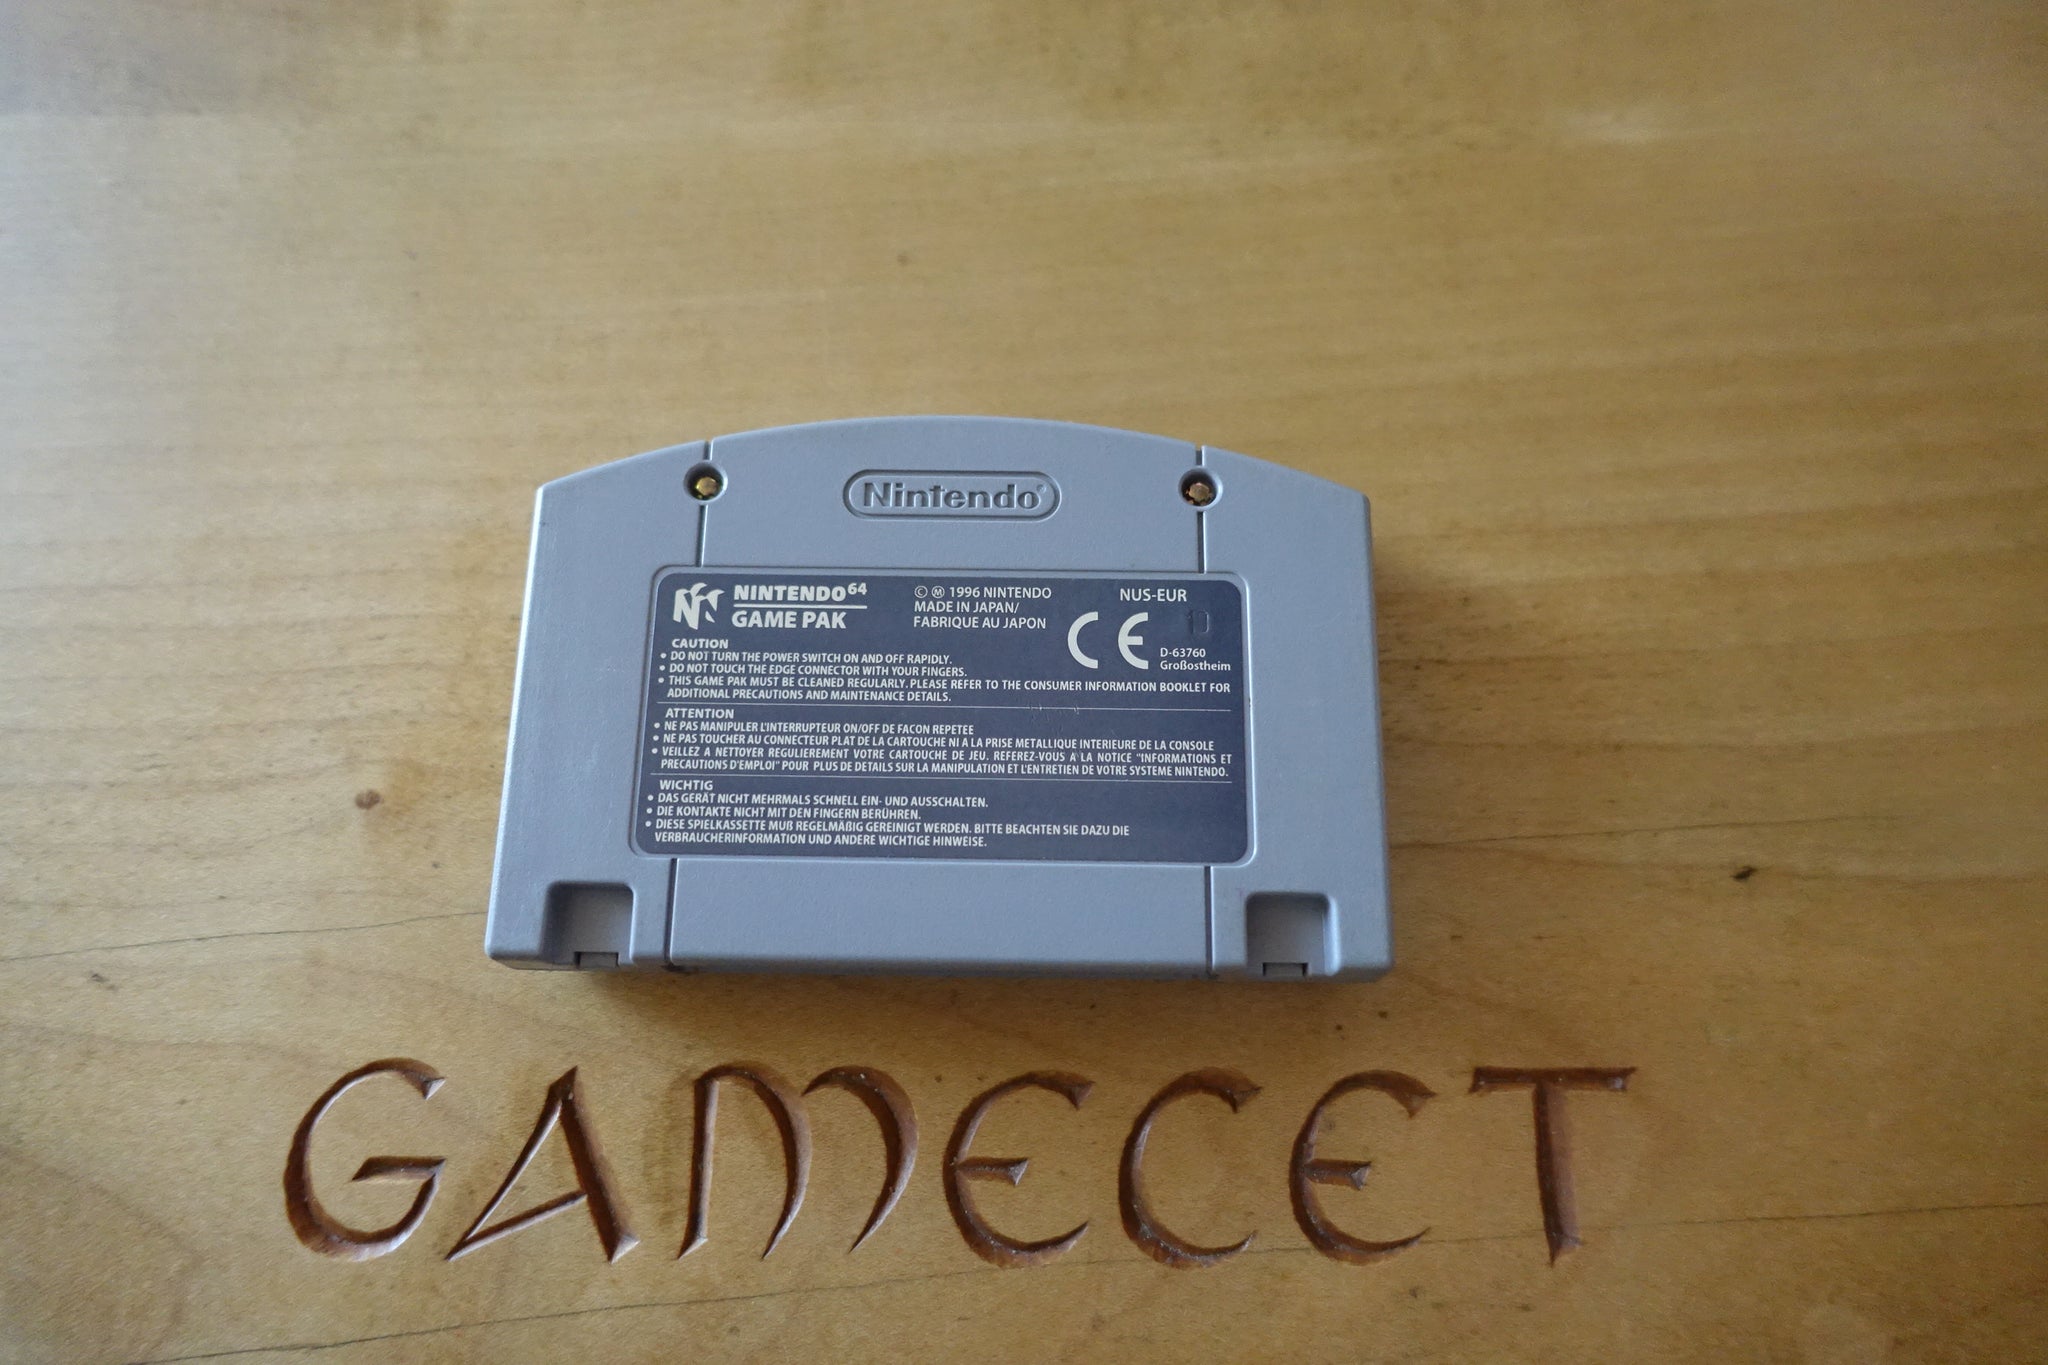 Nintendo®
NINTENDO⁶⁴
GAME PAK
© Ⓜ 1996 NINTENDO
MADE IN JAPAN/
FABRIQUE AU JAPON
NUS-EUR
CE
10
D-63760
Großostheim
CAUTION
• DO NOT TURN THE POWER SWITCH ON AND OFF RAPIDLY.
• DO NOT TOUCH THE EDGE CONNECTOR WITH YOUR FINGERS.
• THIS GAME PAK MUST BE CLEANED REGULARLY. PLEASE REFER TO THE CONSUMER INFORMATION BOOKLET FOR
ADDITIONAL PRECAUTIONS AND MAINTENANCE DETAILS.
ATTENTION
• NE PAS MANIPULER L'INTERRUPTEUR ON/OFF DE FACON REPETEE
• NE PAS TOUCHER AU CONNECTEUR PLAT DE LA CARTOUCHE NI A LA PRISE METALLIQUE INTERIEURE DE LA CONSOLE
• VEILLEZ A NETTOYER REGULIEREMENT VOTRE CARTOUCHE DE JEU. REFEREZ-VOUS A LA NOTICE "INFORMATIONS ET
PRECAUTIONS D'EMPLOI" POUR PLUS DE DETAILS SUR LA MANIPULATION ET L'ENTRETIEN DE VOTRE SYSTEME NINTENDO.
WICHTIG
• DAS GERÄT NICHT MEHRMALS SCHNELL EIN- UND AUSSCHALTEN.
• DIE KONTAKTE NICHT MIT DEN FINGERN BERÜHREN.
• DIESE SPIELKASSETTE MUß REGELMÄßIG GEREINIGT WERDEN. BITTE BEACHTEN SIE DAZU DIE
VERBRAUCHERINFORMATION UND ANDERE WICHTIGE HINWEISE.
GAMECET